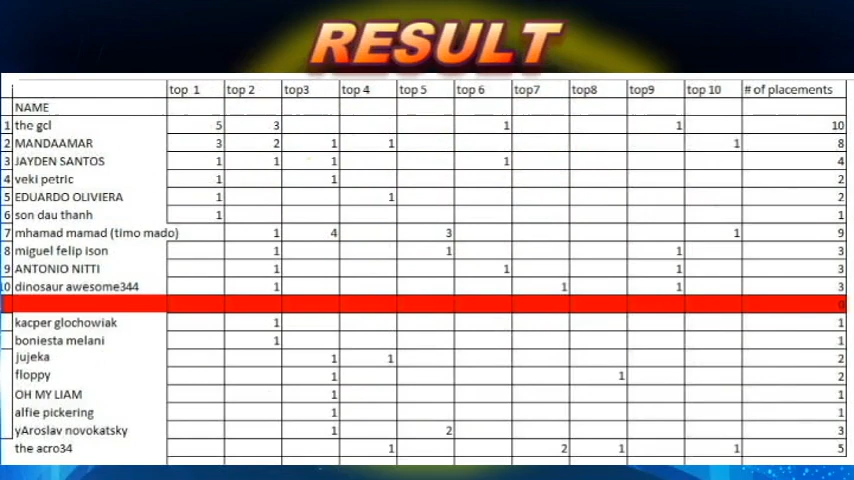 RESULT
top 1 top 2 top3 top 4 top 5 top 6 top7 top8 top9 top 10 # of placements
NAME
1 the gcl 5 3 1 1 10
2 MANDAAMAR 3 2 1 1 1 8
3 JAYDEN SANTOS 1 1 1 1 4
4 veki petric 1 1 2
5 EDUARDO OLIVIERA 1 1 2
6 son dau thanh 1 1
7 mhamad mamad (timo mado) 1 4 3 1 9
8 miguel felip ison 1 1 1 3
9 ANTONIO NITTI 1 1 1 3
10 dinosaur awesome344 1 1 1 3
0
kacper glochowiak 1 1
boniesta melani 1 1
jujeka 1 1 2
floppy 1 1 2
OH MY LIAM 1 1
alfie pickering 1 1
yAroslav novokatsky 1 2 3
the acro34 1 2 1 1 5